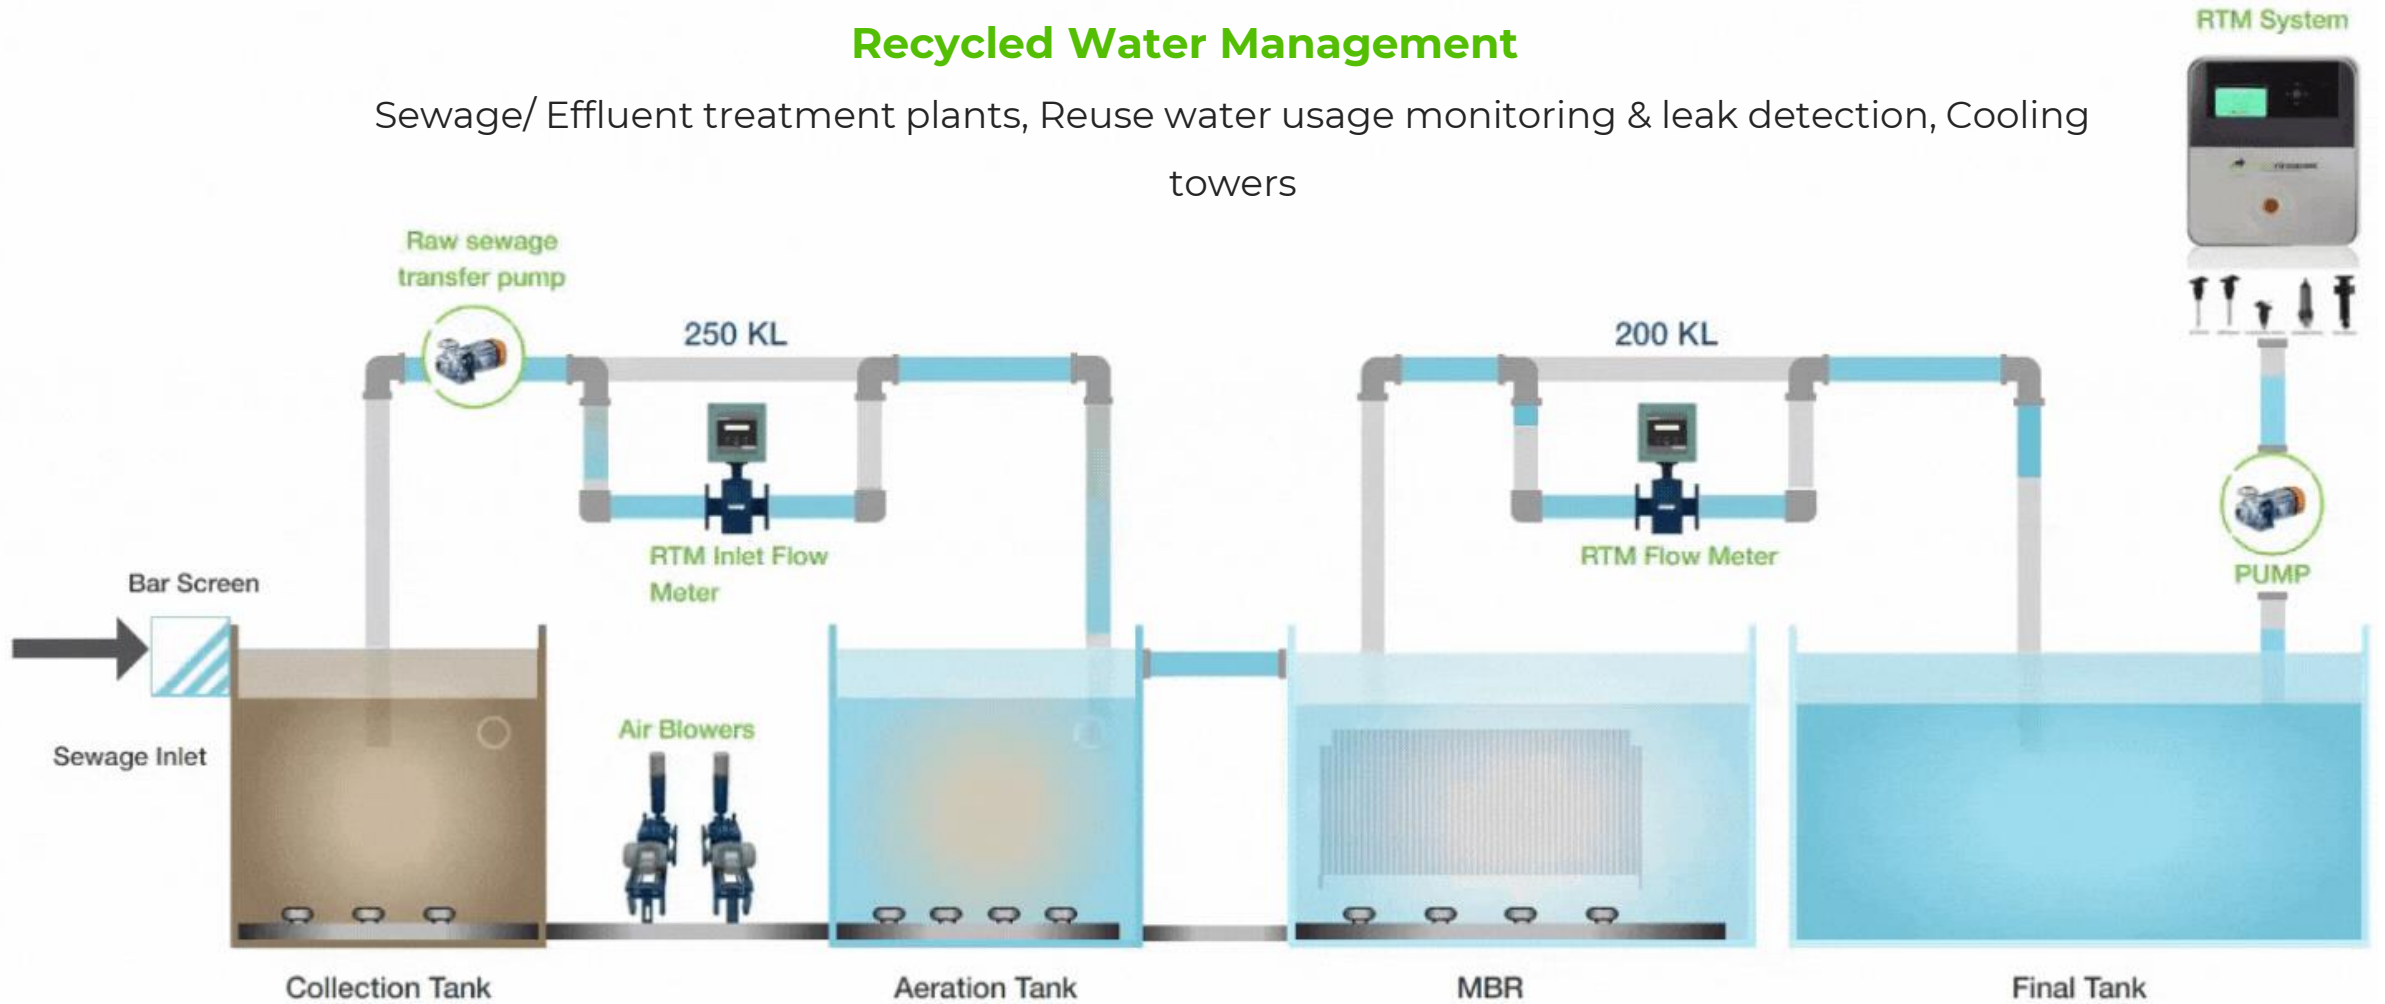 Recycled Water Management
Sewage/ Effluent treatment plants, Reuse water usage monitoring & leak detection, Cooling
towers
RTM System
Raw sewage
transfer pump
250 KL
200 KL
RTM Inlet Flow
Meter
RTM Flow Meter
PUMP
Bar Screen
Sewage Inlet
Air Blowers
Collection Tank
Aeration Tank
MBR
Final Tank